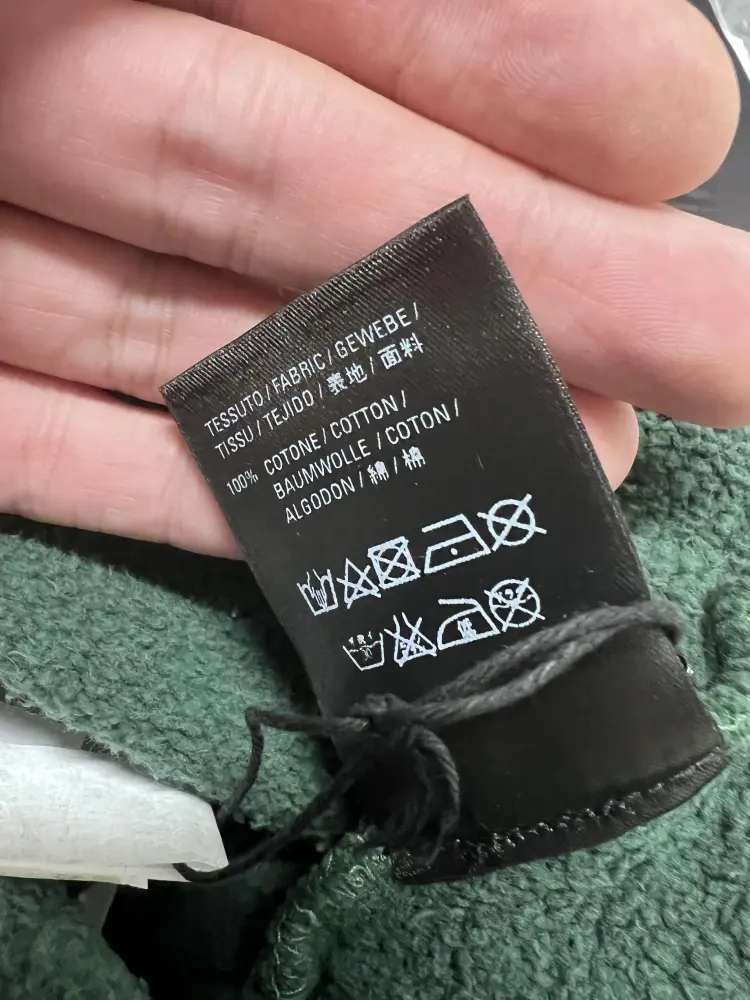 TESSUTO / FABRIC / GEWEBE /
TISSU / TEJIDO / 表地 / 面料
100% COTONE / COTTON /
BAUMWOLLE / COTON /
ALGODON / 綿 / 棉